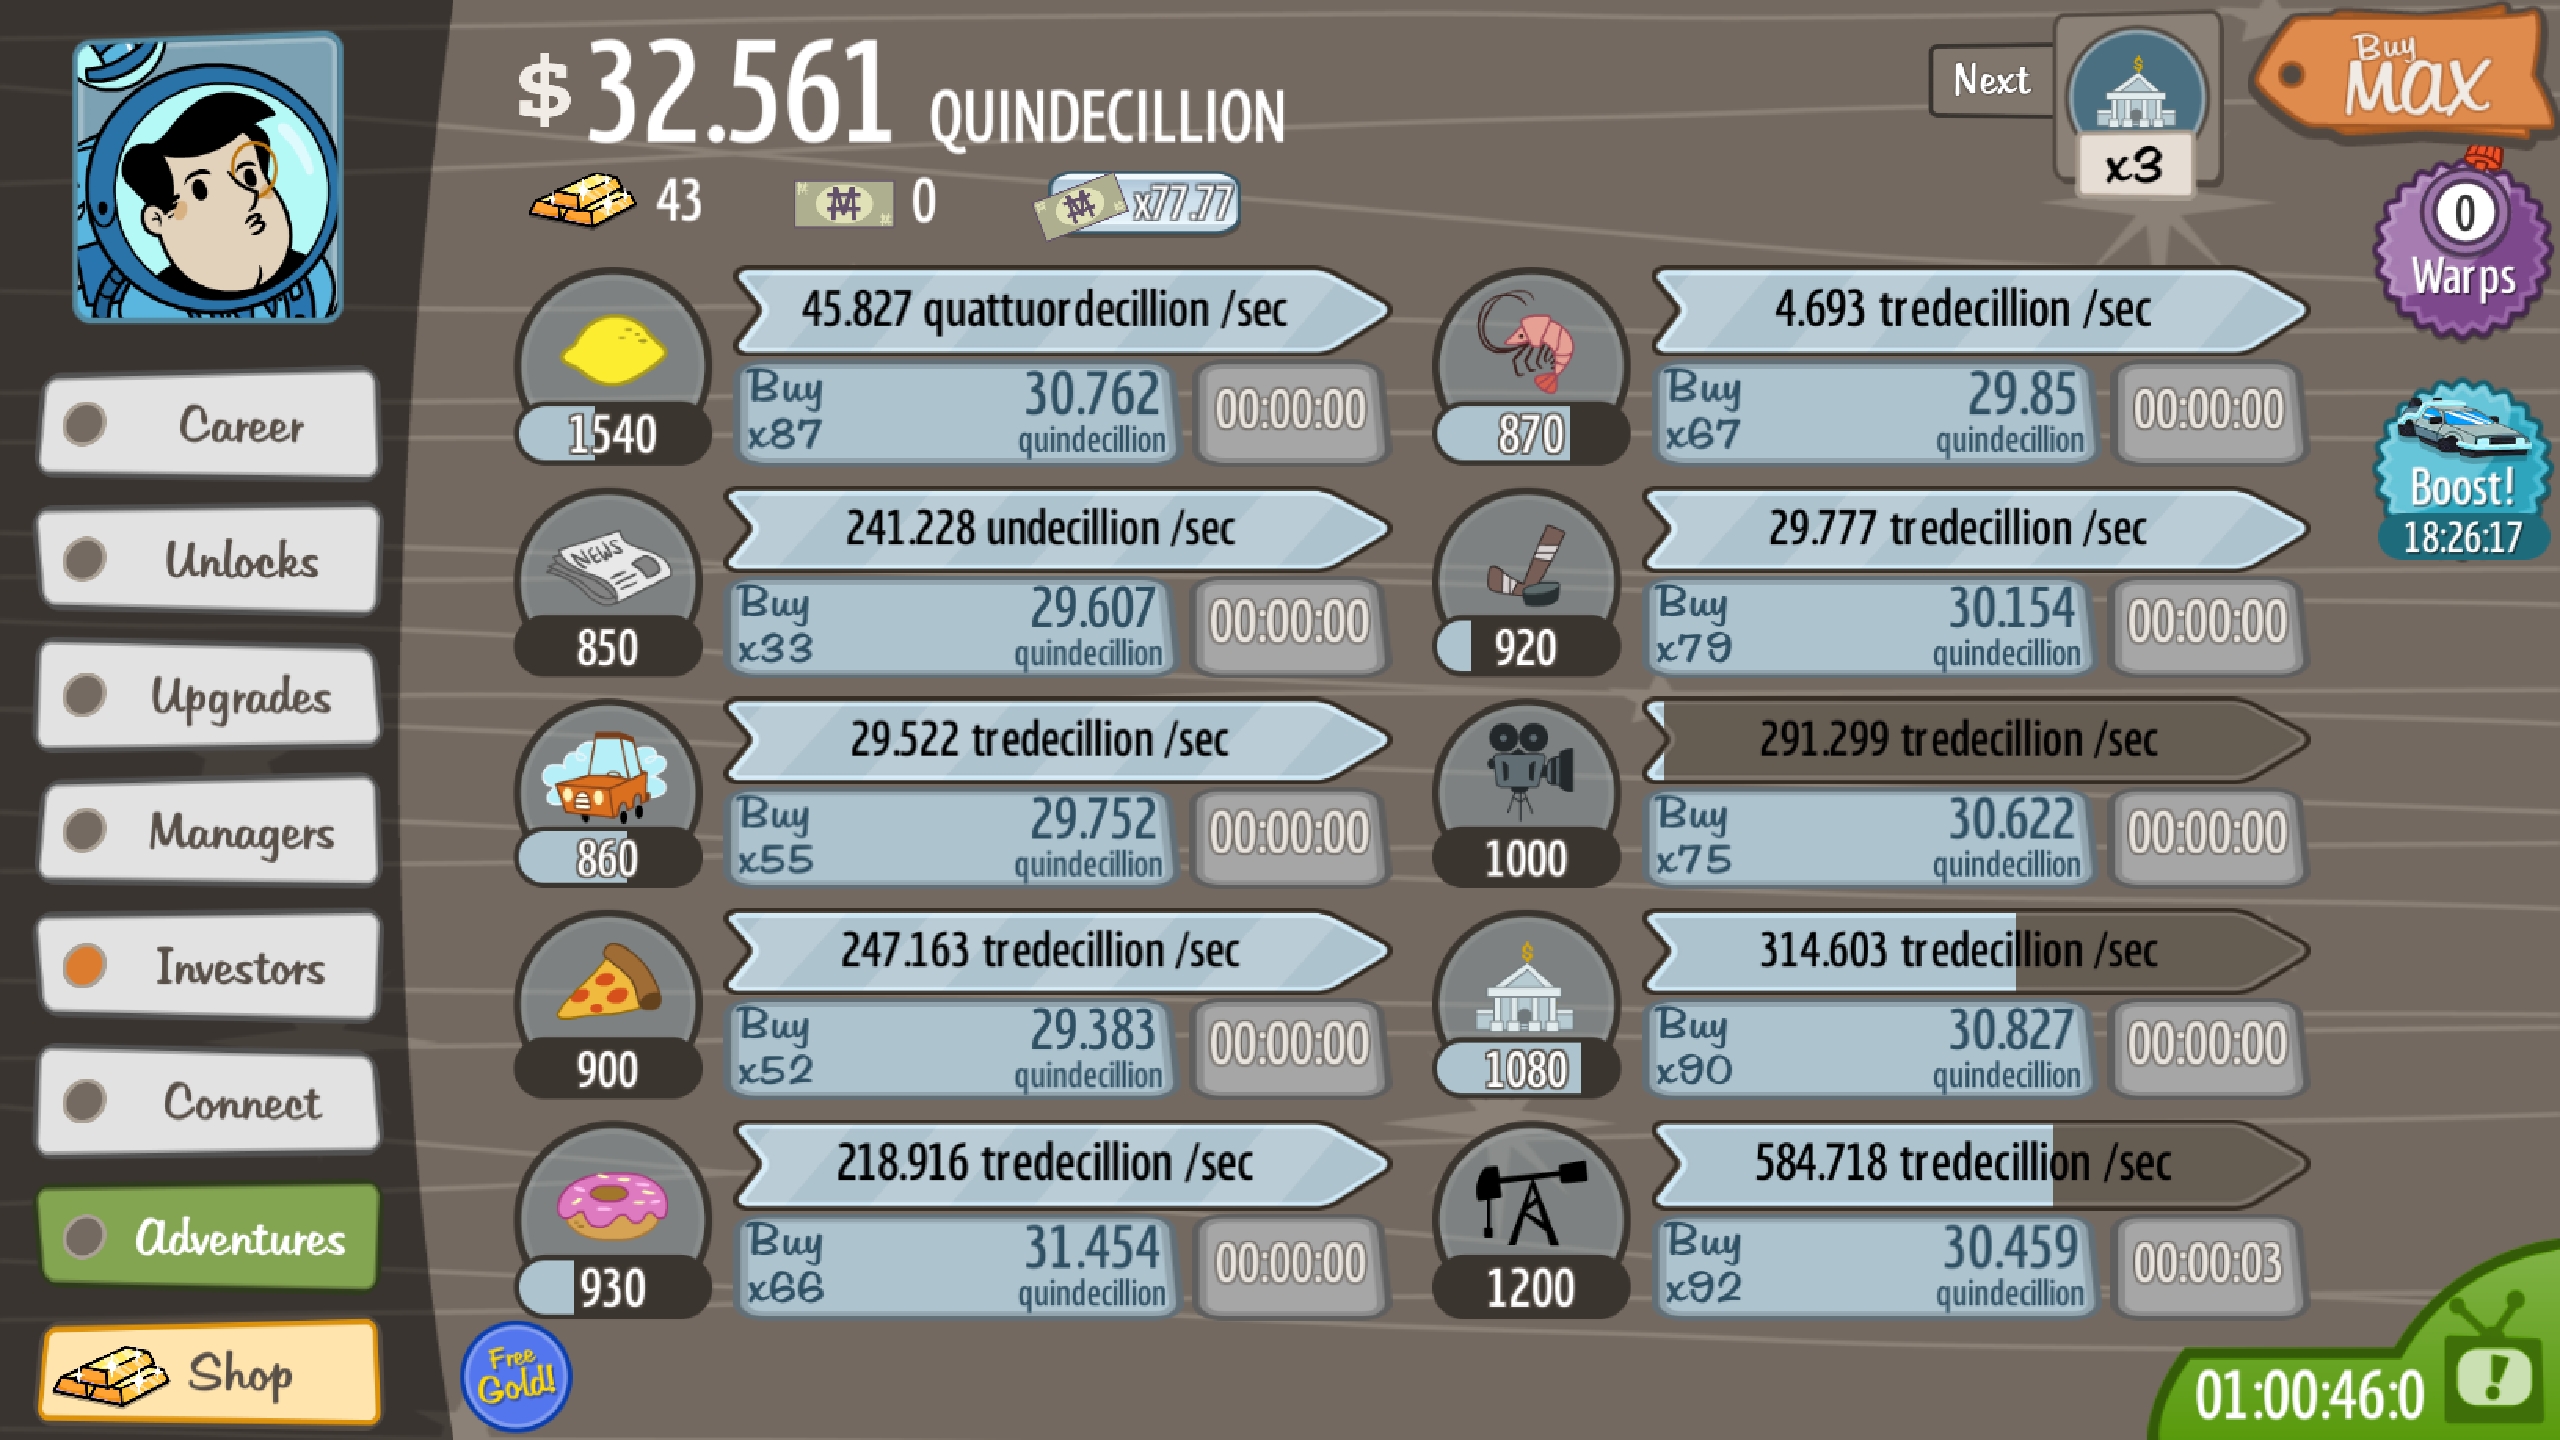 $32.561 QUINDECILLION
Next
x3
Buy
MAX
43
0
x77.77
0
Warps
Boost!
18:26:17
Career
Unlocks
Upgrades
Managers
Investors
Connect
Adventures
Shop
45.827 quattuordecillion /sec
1540
Buy
x87
30.762
quindecillion
00:00:00
4.693 tredecillion /sec
870
Buy
x67
29.85
quindecillion
00:00:00
NEWS
241.228 undecillion /sec
850
Buy
x33
29.607
quindecillion
00:00:00
29.777 tredecillion /sec
920
Buy
x79
30.154
quindecillion
00:00:00
29.522 tredecillion /sec
860
Buy
x55
29.752
quindecillion
00:00:00
291.299 tredecillion /sec
1000
Buy
x75
30.622
quindecillion
00:00:00
247.163 tredecillion /sec
900
Buy
x52
29.383
quindecillion
00:00:00
$
314.603 tredecillion /sec
1080
Buy
x90
30.827
quindecillion
00:00:00
218.916 tredecillion /sec
930
Buy
x66
31.454
quindecillion
00:00:00
584.718 tredecillion /sec
1200
Buy
x92
30.459
quindecillion
00:00:03
Free
Gold!
01:00:46:0
!